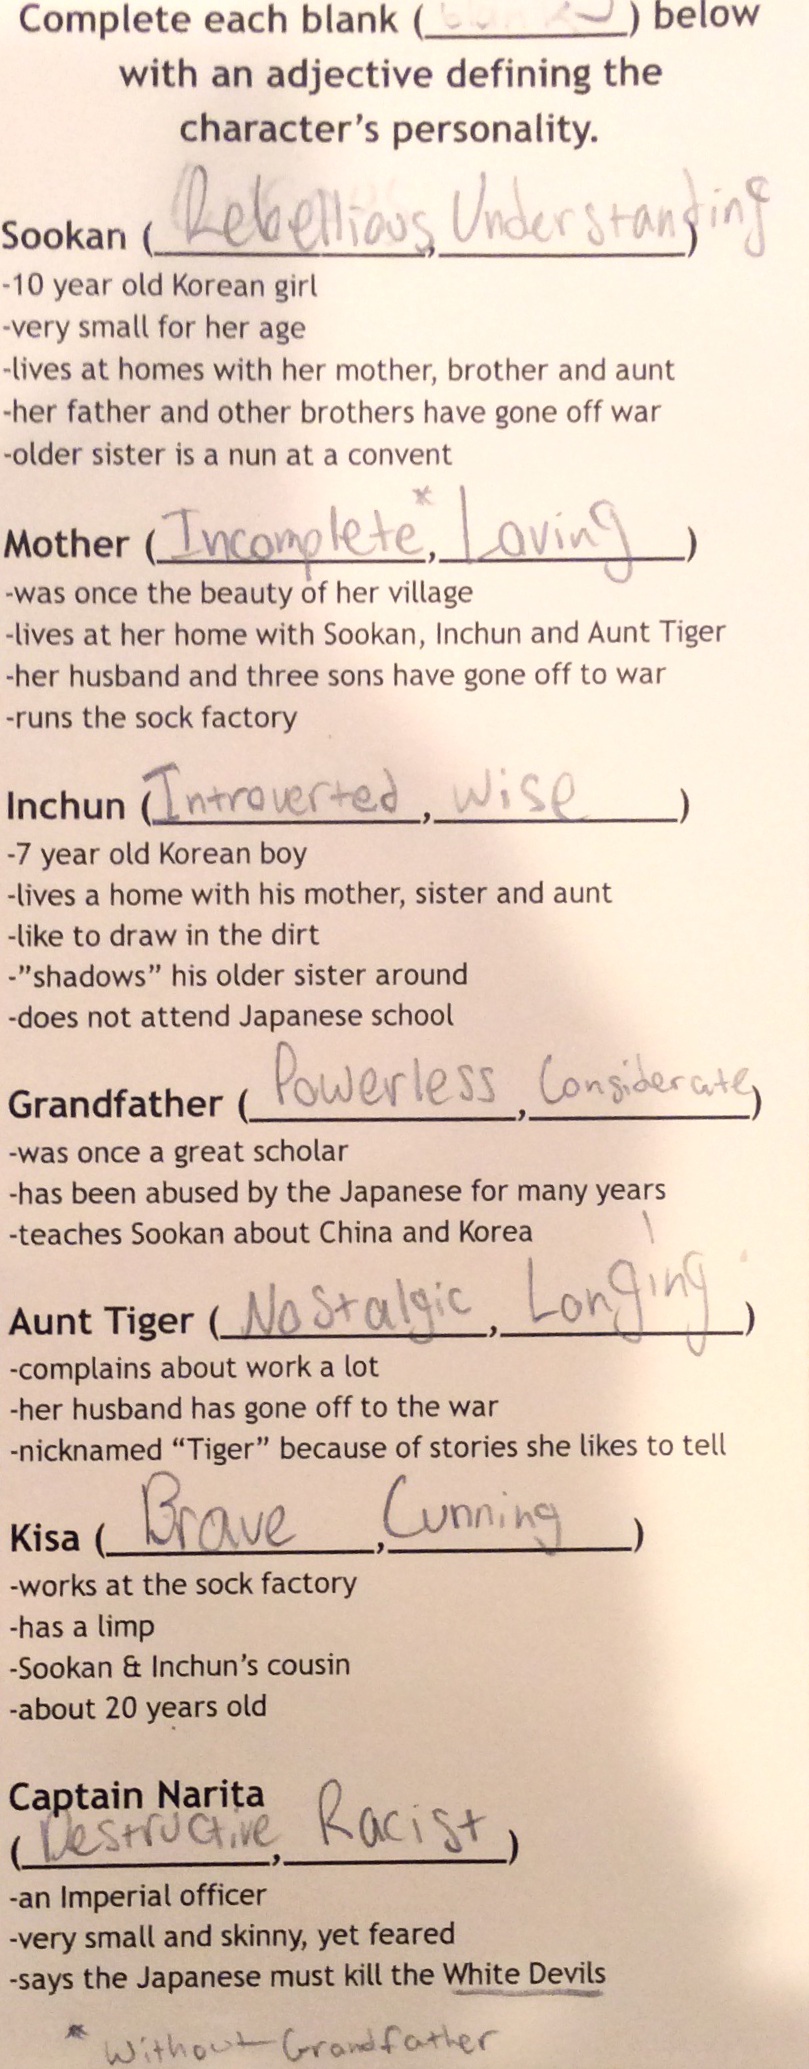 Complete each blank (__________) below
with an adjective defining the
character's personality.
Sookan (Rebellious, Understanding)
-10 year old Korean girl
-very small for her age
-lives at homes with her mother, brother and aunt
-her father and other brothers have gone off war
-older sister is a nun at a convent
Mother (Incomplete*, Loving)
-was once the beauty of her village
-lives at her home with Sookan, Inchun and Aunt Tiger
-her husband and three sons have gone off to war
-runs the sock factory
Inchun (Introverted, wise)
-7 year old Korean boy
-lives a home with his mother, sister and aunt
-like to draw in the dirt
-"shadows" his older sister around
-does not attend Japanese school
Grandfather (Powerless, Considerate)
-was once a great scholar
-has been abused by the Japanese for many years
-teaches Sookan about China and Korea
Aunt Tiger (Nostalgic, Longing)
-complains about work a lot
-her husband has gone off to the war
-nicknamed "Tiger" because of stories she likes to tell
Kisa (Brave, Cunning)
-works at the sock factory
-has a limp
-Sookan & Inchun's cousin
-about 20 years old
Captain Narita
(Destructive, Racist)
-an Imperial officer
-very small and skinny, yet feared
-says the Japanese must kill the White Devils
* Without Grandfather